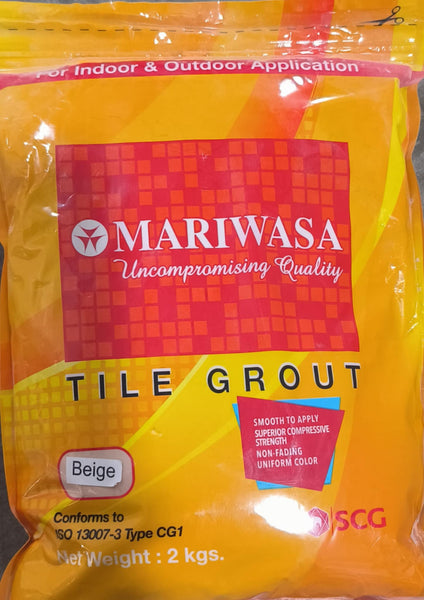 For Indoor & Outdoor Application
MARIWASA
Uncompromising Quality
TILE GROUT
SMOOTH TO APPLY
SUPERIOR COMPRESSIVE
STRENGTH
NON-FADING
UNIFORM COLOR
Beige
Conforms to
ISO 13007-3 Type CG1
SCG
Net Weight : 2 kgs.